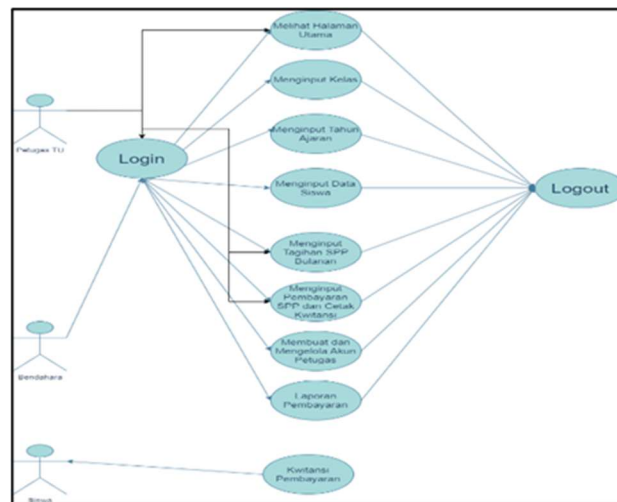 Melihat Halaman
Utama
Menginput Kelas
Petugas TU
Menginput Tahun
Ajaran
Login
Menginput Data
Siswa
Logout
Menginput
Tagihan SPP
Bulanan
Menginput
Pembayaran
SPP dan Cetak
Kwitansi
Membuat dan
Mengelola Akun
Petugas
Bendahara
Laporan
Pembayaran
Kwitansi
Pembayaran
Siswa